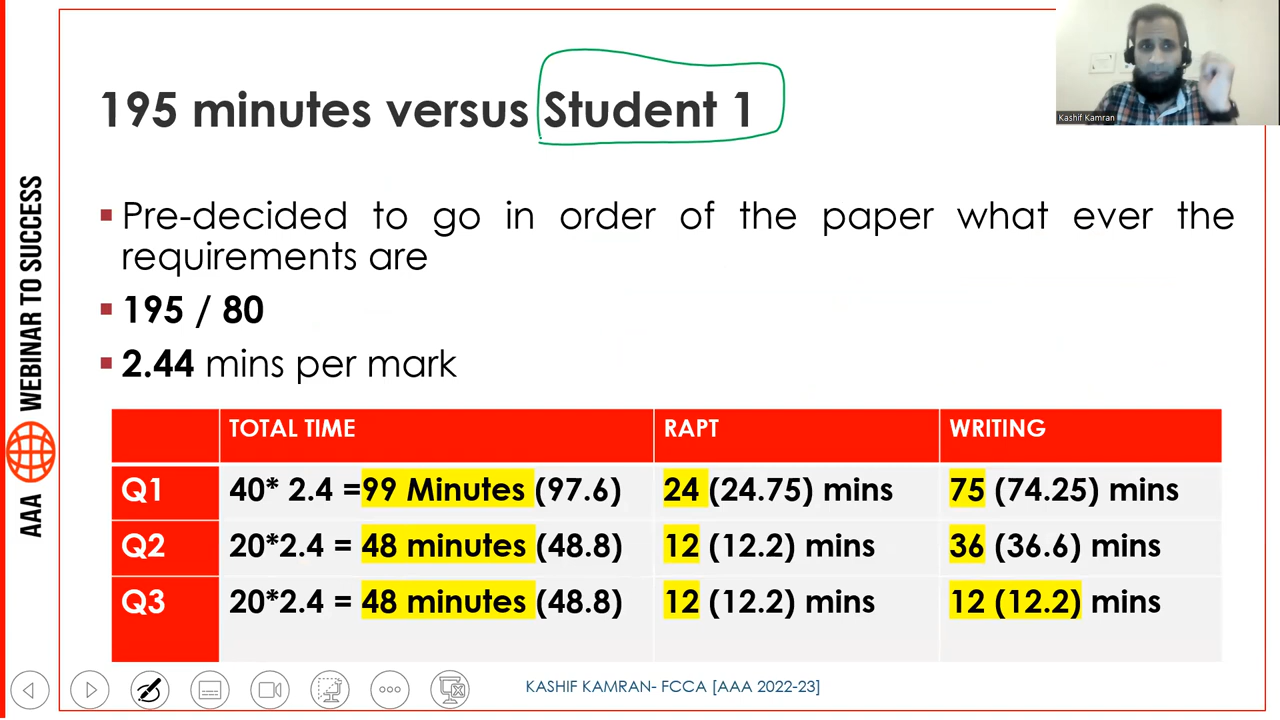 195 minutes versus Student 1
Kashif Kamran
AAA WEBINAR TO SUCCESS
▪ Pre-decided to go in order of the paper what ever the
requirements are
▪ 195 / 80
▪ 2.44 mins per mark
TOTAL TIME RAPT WRITING
Q1 40* 2.4 =99 Minutes (97.6) 24 (24.75) mins 75 (74.25) mins
Q2 20*2.4 = 48 minutes (48.8) 12 (12.2) mins 36 (36.6) mins
Q3 20*2.4 = 48 minutes (48.8) 12 (12.2) mins 12 (12.2) mins
KASHIF KAMRAN- FCCA [AAA 2022-23]